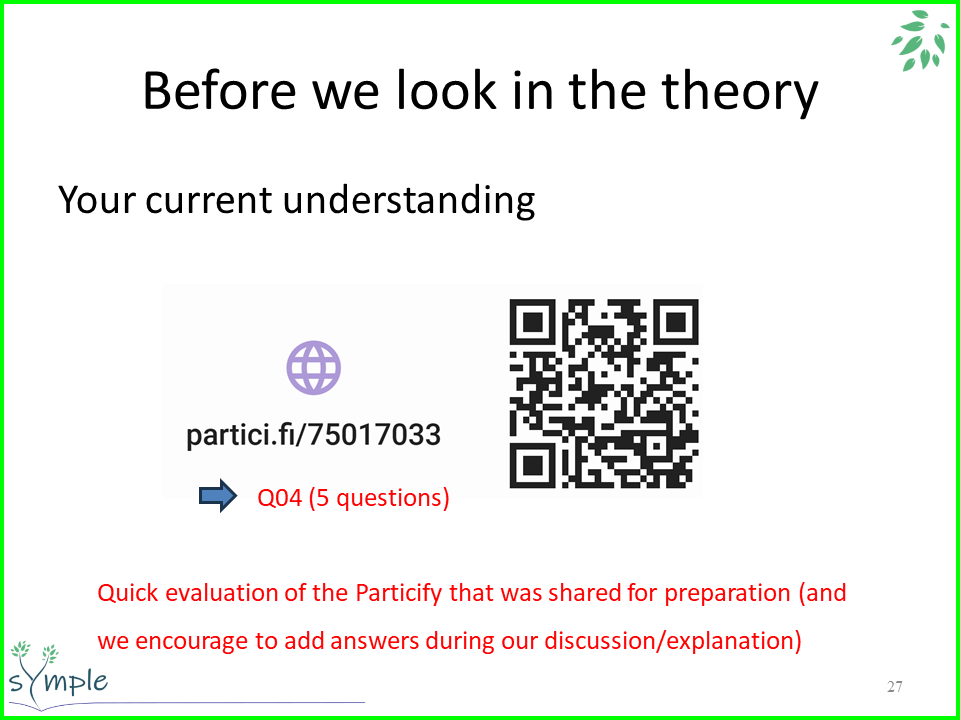 Before we look in the theory
Your current understanding
partici.fi/75017033
Q04 (5 questions)
Quick evaluation of the Particify that was shared for preparation (and
we encourage to add answers during our discussion/explanation)
sYmple
27